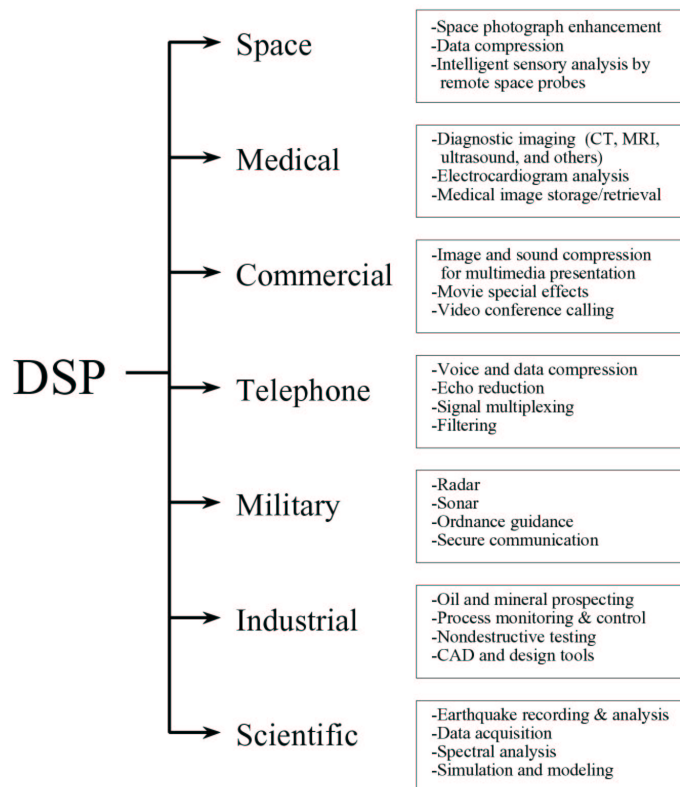 DSP
Space
-Space photograph enhancement
-Data compression
-Intelligent sensory analysis by
remote space probes
Medical
-Diagnostic imaging (CT, MRI,
ultrasound, and others)
-Electrocardiogram analysis
-Medical image storage/retrieval
Commercial
-Image and sound compression
for multimedia presentation
-Movie special effects
-Video conference calling
Telephone
-Voice and data compression
-Echo reduction
-Signal multiplexing
-Filtering
Military
-Radar
-Sonar
-Ordnance guidance
-Secure communication
Industrial
-Oil and mineral prospecting
-Process monitoring & control
-Nondestructive testing
-CAD and design tools
Scientific
-Earthquake recording & analysis
-Data acquisition
-Spectral analysis
-Simulation and modeling